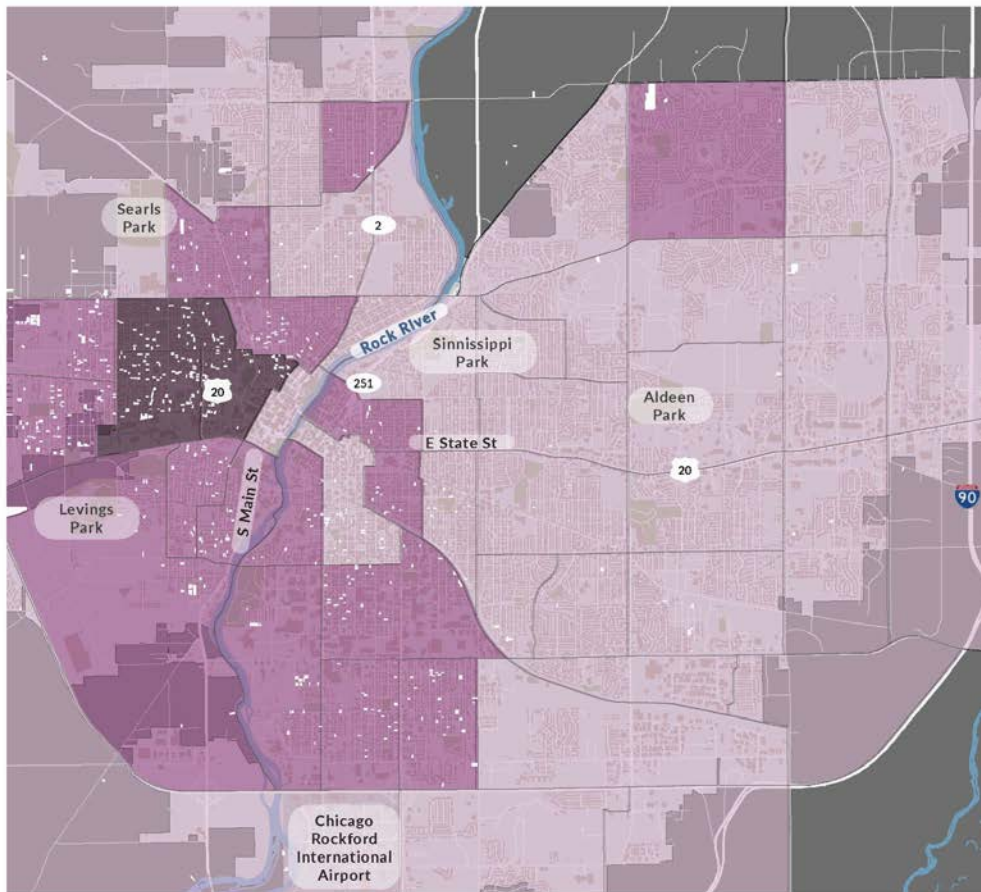 Searls
Park
2
Rock River
Sinnissippi
Park
251
20
Aldeen
Park
E State St
20
S Main St
Levings
Park
90
Chicago
Rockford
International
Airport